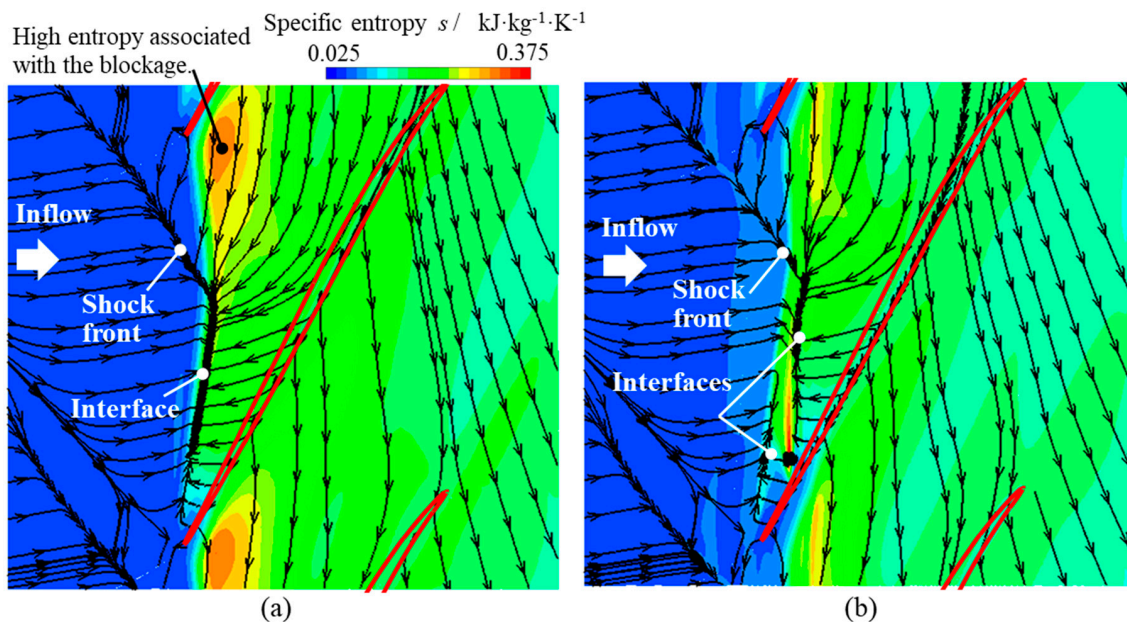 High entropy associated
with the blockage.
Specific entropy s / kJ·kg-1·K-1
0.025 0.375
Inflow
Shock
front
Interface
(a)
Inflow
Shock
front
Interfaces
(b)